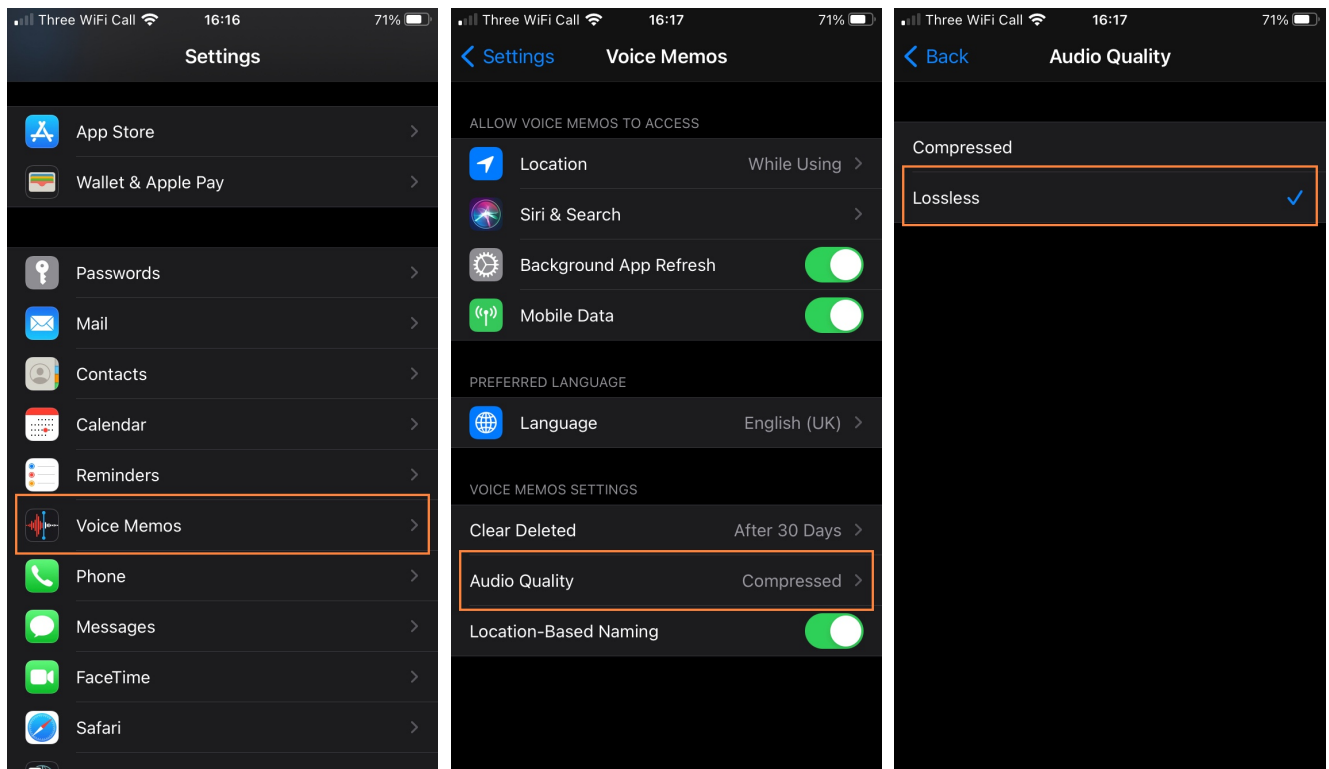 Three WiFi Call 16:16 71%
Settings
App Store
Wallet & Apple Pay
Passwords
Mail
Contacts
Calendar
Reminders
Voice Memos
Phone
Messages
FaceTime
Safari
Three WiFi Call 16:17 71%
Settings Voice Memos
ALLOW VOICE MEMOS TO ACCESS
Location While Using
Siri & Search
Background App Refresh
Mobile Data
PREFERRED LANGUAGE
Language English (UK)
VOICE MEMOS SETTINGS
Clear Deleted After 30 Days
Audio Quality Compressed
Location-Based Naming
Three WiFi Call 16:17 71%
Back Audio Quality
Compressed
Lossless